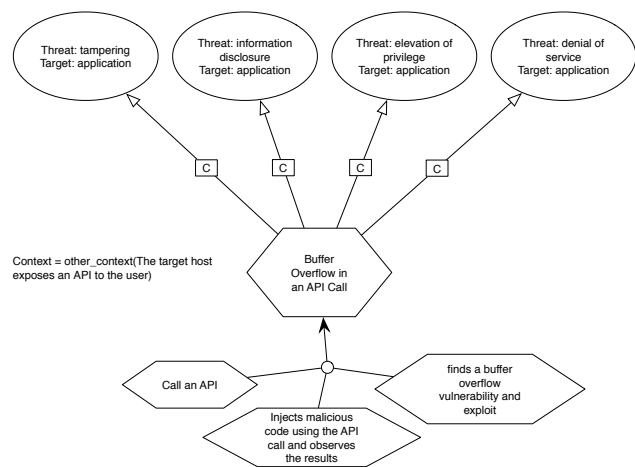 Threat: tampering
Target: application
Threat: information
disclosure
Target: application
Threat: elevation of
privilege
Target: application
Threat: denial of
service
Target: application
C
C
C
C
Context = other_context(The target host
exposes an API to the user)
Buffer
Overflow in
an API Call
Call an API
Injects malicious
code using the API
call and observes
the results
finds a buffer
overflow
vulnerability and
exploit